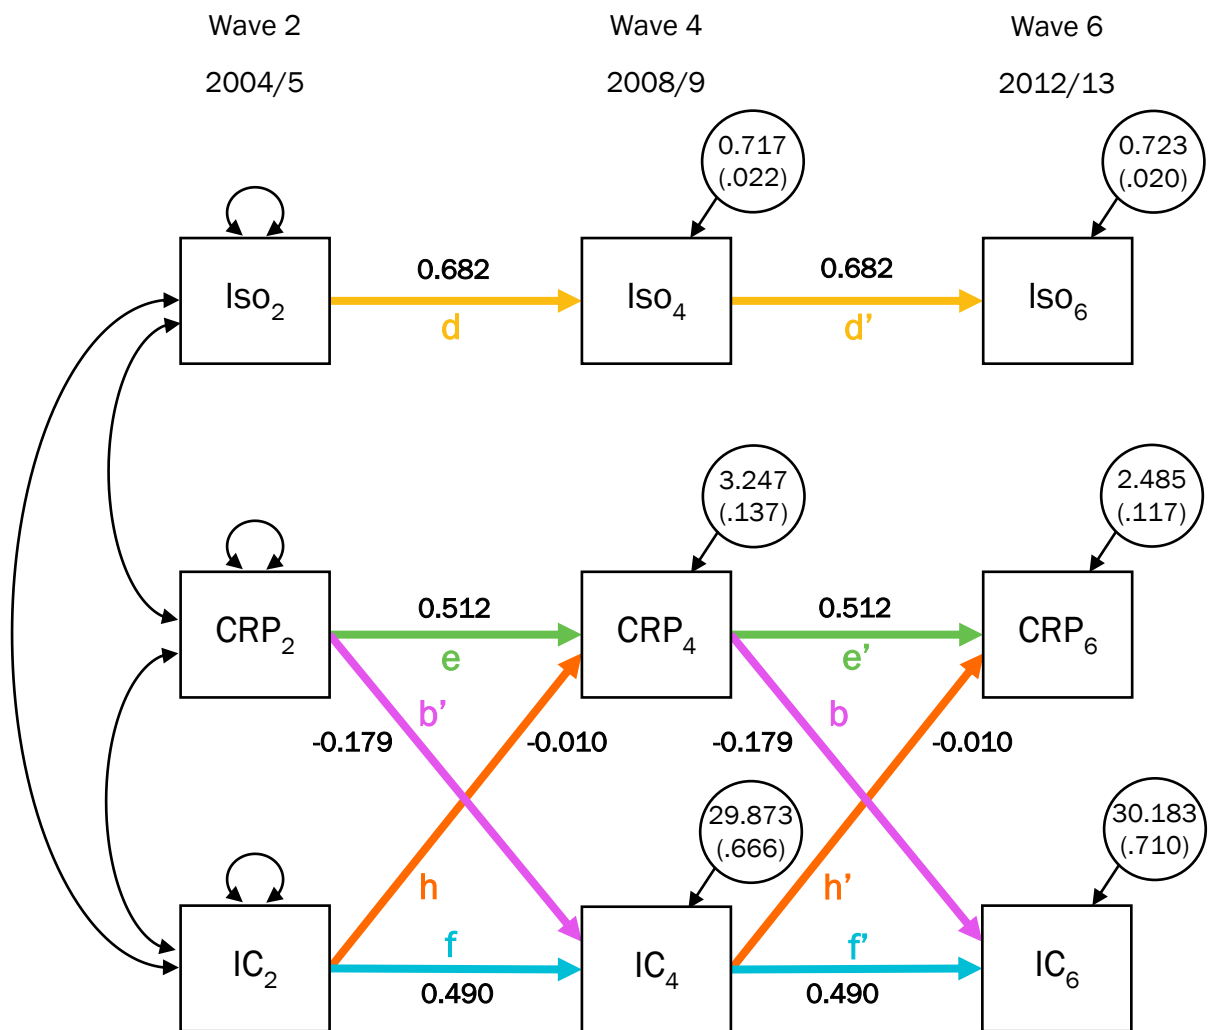 Wave 2 Wave 4 Wave 6
2004/5 2008/9 2012/13
0.717 0.723
(.022) (.020)
0.682 0.682
Iso₂ Iso₄ Iso₆
d d’
3.247 2.485
(.137) (.117)
0.512 0.512
CRP₂ CRP₄ CRP₆
e e’
b’ b
-0.179 -0.010 -0.179 -0.010
29.873 30.183
(.666) (.710)
h h’
f f’
IC₂ IC₄ IC₆
0.490 0.490